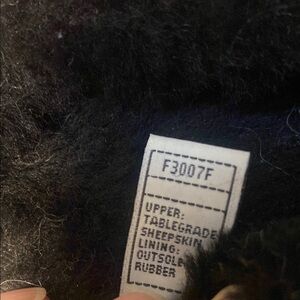 F3007F
UPPER:
TABLEGRADE
SHEEPSKIN
LINING:
OUTSOLE
RUBBER